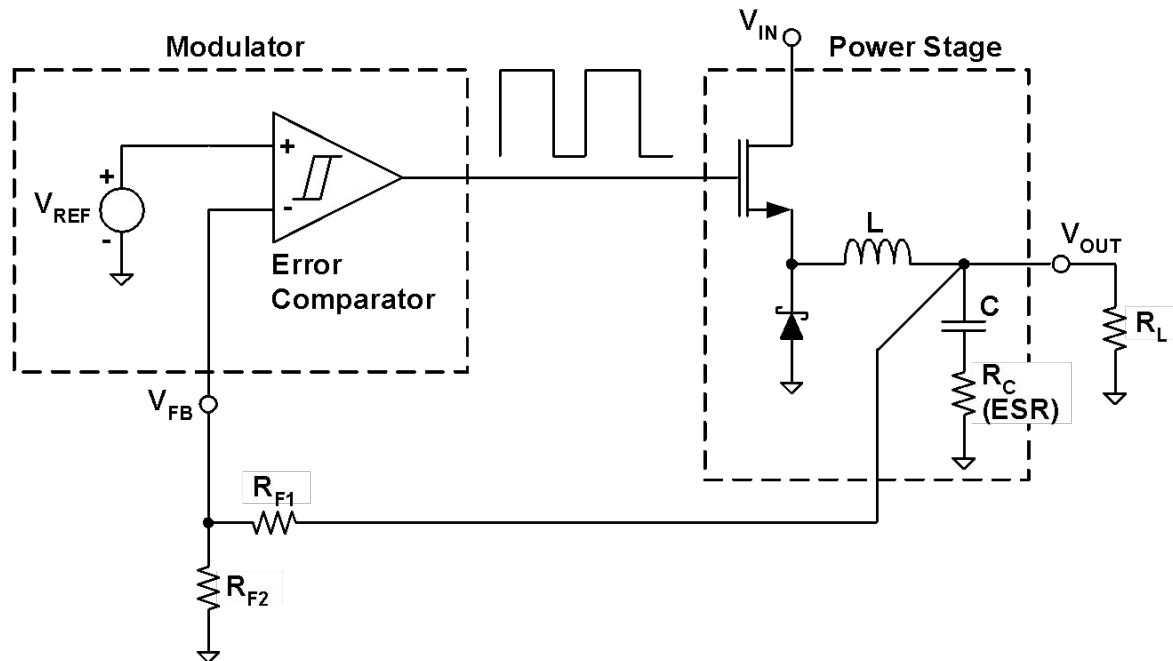 Modulator
V_IN
Power Stage
+
+
V_REF
-
-
Error
Comparator
L
V_OUT
C
R_L
R_C
(ESR)
V_FB
R_F1
R_F2